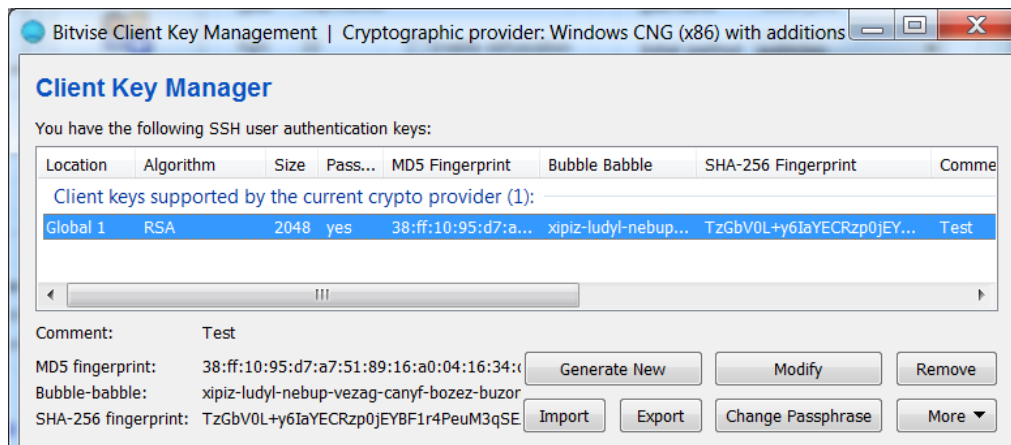 Bitvise Client Key Management | Cryptographic provider: Windows CNG (x86) with additions
Client Key Manager
You have the following SSH user authentication keys:
Location Algorithm Size Pass... MD5 Fingerprint Bubble Babble SHA-256 Fingerprint Comme
Client keys supported by the current crypto provider (1):
Global 1 RSA 2048 yes 38:ff:10:95:d7:a... xipiz-ludyl-nebup... TzGbV0L+y6IaYECRzp0jEY... Test
Comment: Test
MD5 fingerprint: 38:ff:10:95:d7:a7:51:89:16:a0:04:16:34:
Generate New Modify Remove
Bubble-babble: xipiz-ludyl-nebup-vezag-canyf-bozez-buzor
SHA-256 fingerprint: TzGbV0L+y6IaYECRzp0jEYBF1r4PeuM3qSE
Import Export Change Passphrase More